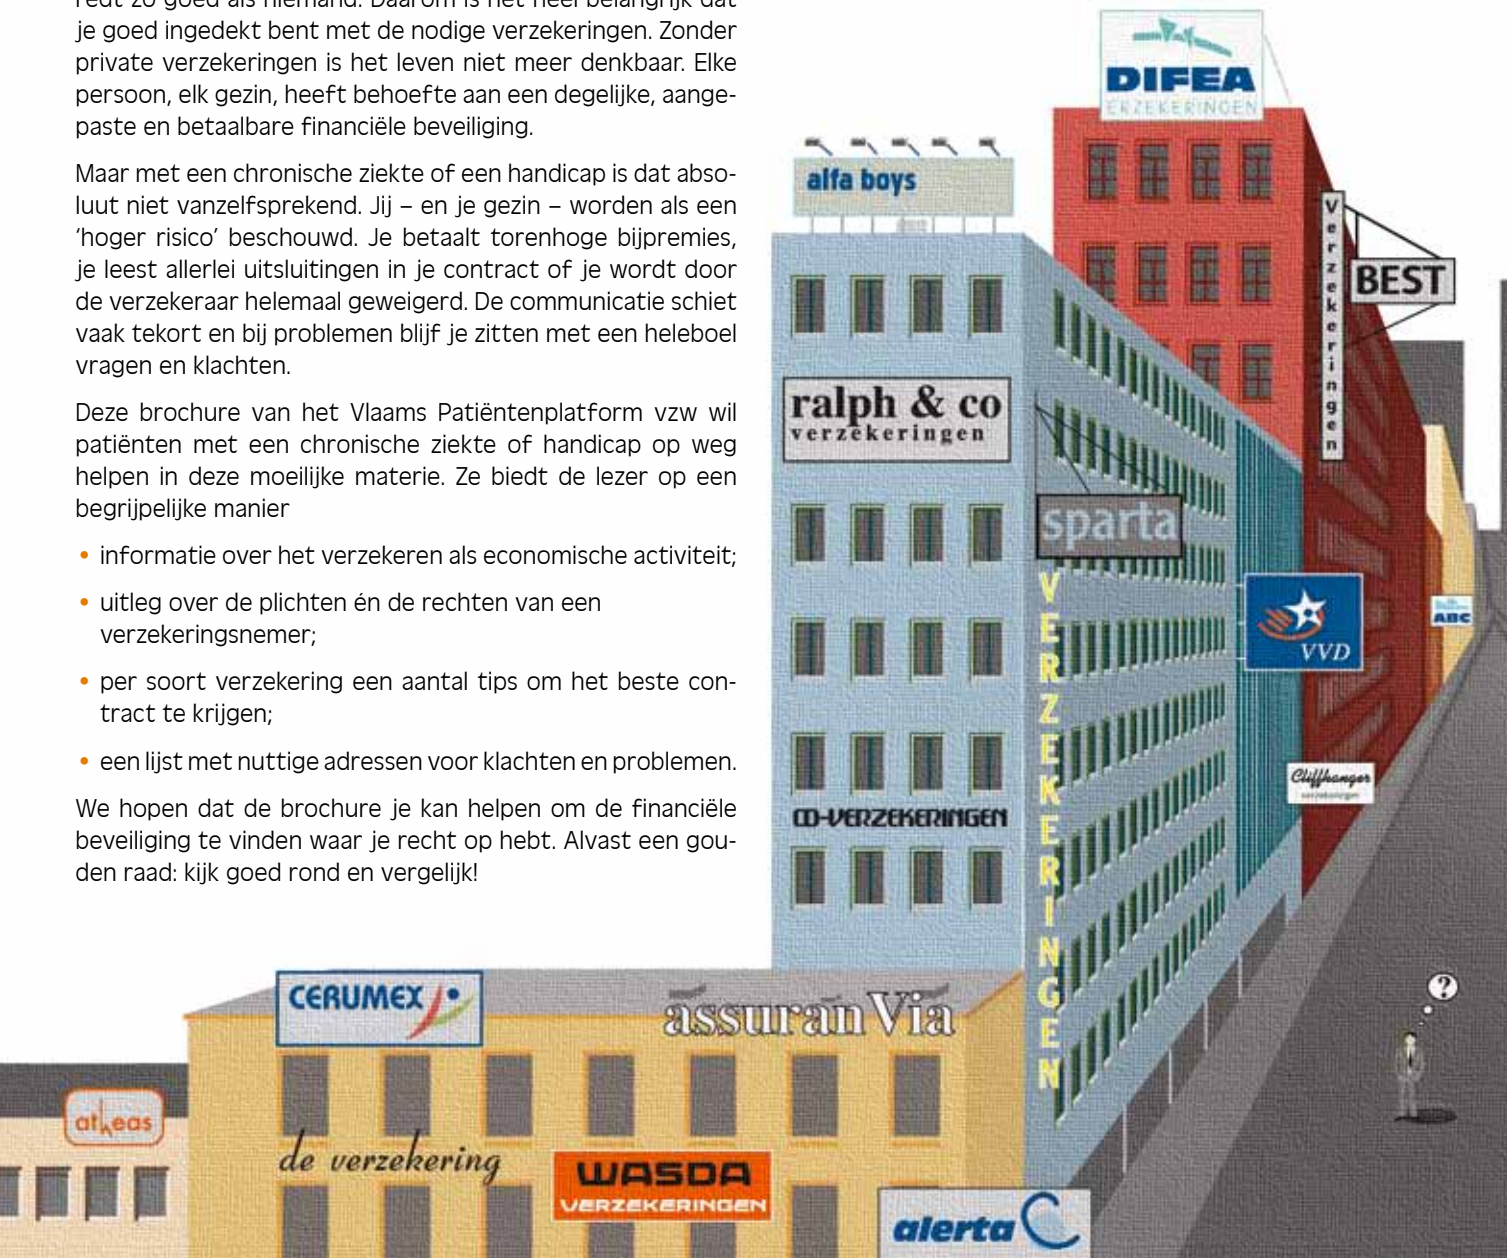 redt zo goed als niemand. Daarom is het heel belangrijk dat
je goed ingedekt bent met de nodige verzekeringen. Zonder
private verzekeringen is het leven niet meer denkbaar. Elke
persoon, elk gezin, heeft behoefte aan een degelijke, aange-
paste en betaalbare financiële beveiliging.
Maar met een chronische ziekte of een handicap is dat abso-
luut niet vanzelfsprekend. Jij – en je gezin – worden als een
‘hoger risico’ beschouwd. Je betaalt torenhoge bijpremies,
je leest allerlei uitsluitingen in je contract of je wordt door
de verzekeraar helemaal geweigerd. De communicatie schiet
vaak tekort en bij problemen blijf je zitten met een heleboel
vragen en klachten.
Deze brochure van het Vlaams Patiëntenplatform vzw wil
patiënten met een chronische ziekte of handicap op weg
helpen in deze moeilijke materie. Ze biedt de lezer op een
begrijpelijke manier
• informatie over het verzekeren als economische activiteit;
• uitleg over de plichten én de rechten van een
verzekeringsnemer;
• per soort verzekering een aantal tips om het beste con-
tract te krijgen;
• een lijst met nuttige adressen voor klachten en problemen.
We hopen dat de brochure je kan helpen om de financiële
beveiliging te vinden waar je recht op hebt. Alvast een gou-
den raad: kijk goed rond en vergelijk!
DIFEA
ERZEKERINGEN
alfa boys
Verzekeringen
BEST
ralph & co
verzekeringen
sparta
VERZEKERINGEN
VVD
ABC
Cliffhanger
verzekeringen
CO-VERZEKERINGEN
CERUMEX
assuranVia
?
atheas
de verzekering
WASDA
VERZEKERINGEN
alerta